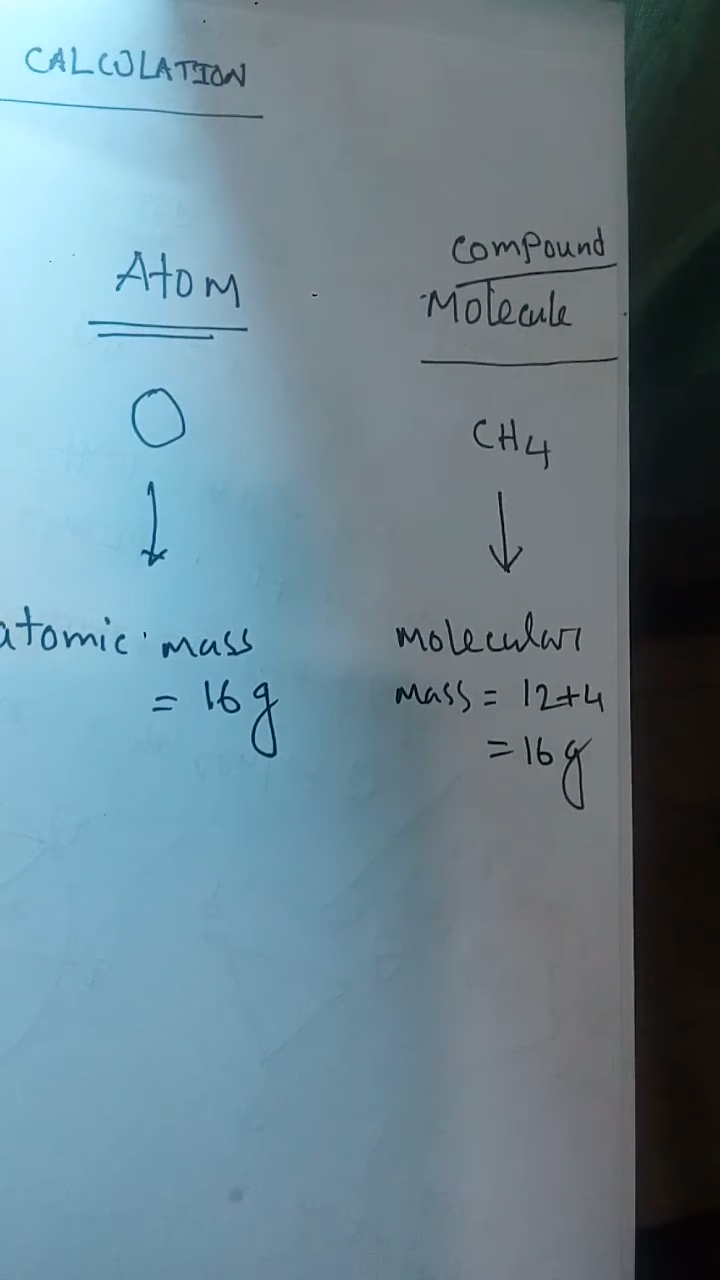 CALCULATION
Atom
O
atomic mass
= 16 g
Compound
Molecule
CH4
molecular
mass = 12+4
= 16 g